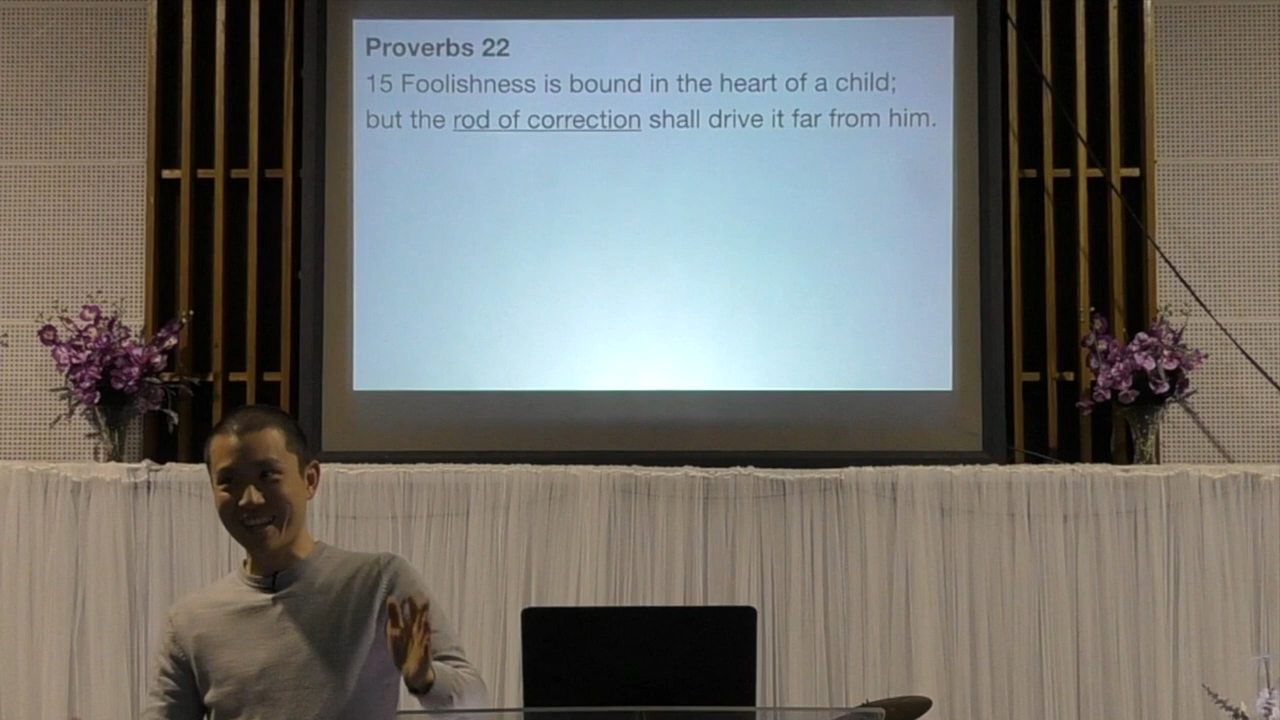 Proverbs 22
15 Foolishness is bound in the heart of a child;
but the rod of correction shall drive it far from him.